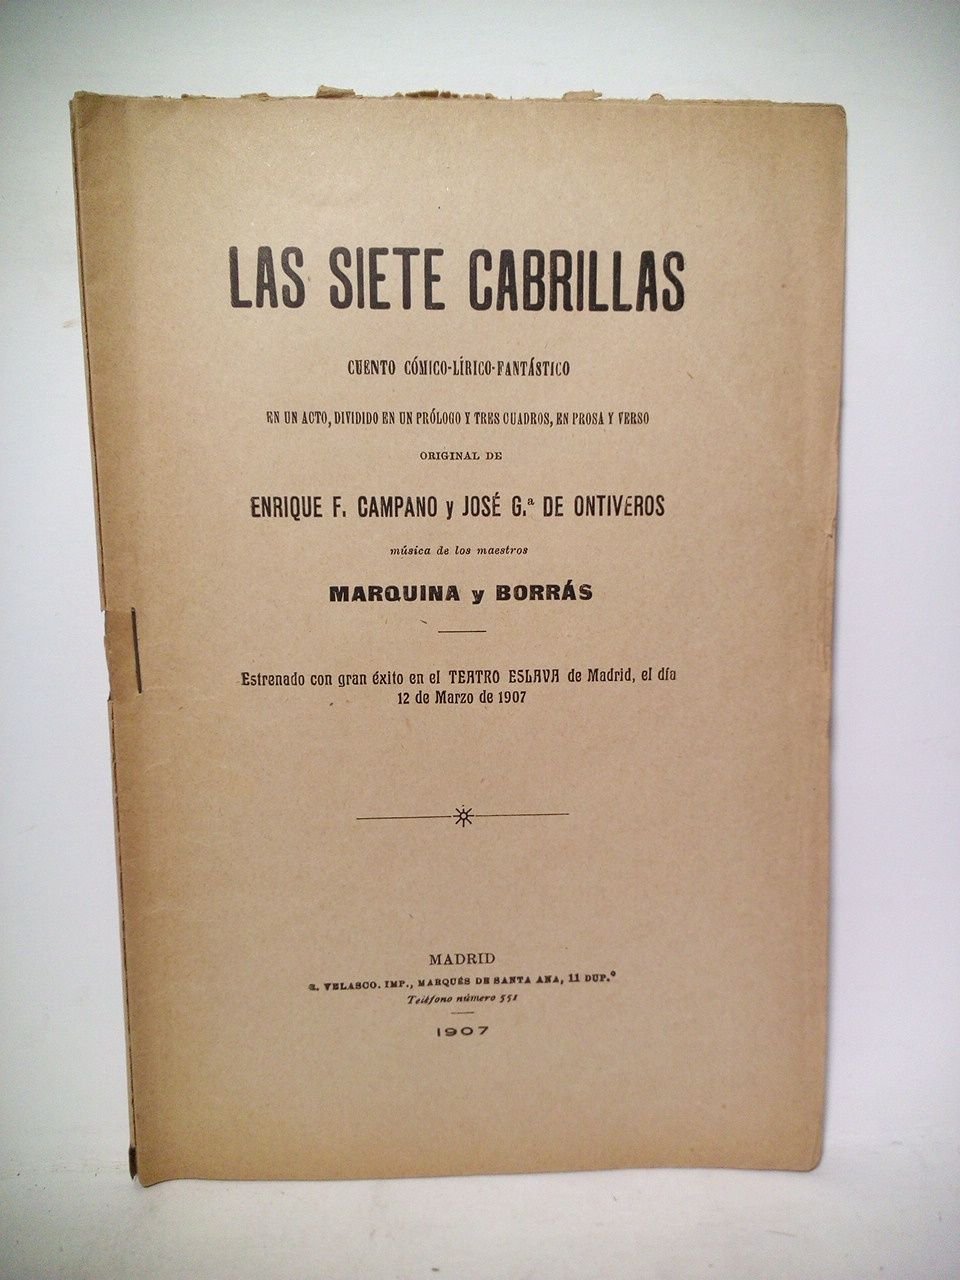 LAS SIETE CABRILLAS
CUENTO CÓMICO-LÍRICO-FANTÁSTICO
EN UN ACTO, DIVIDIDO EN UN PRÓLOGO Y TRES CUADROS, EN PROSA Y VERSO
ORIGINAL DE
ENRIQUE F. CAMPANO y JOSÉ G.ª DE ONTIVEROS
música de los maestros
MARQUINA y BORRÁS
Estrenado con gran éxito en el TEATRO ESLAVA de Madrid, el día
12 de Marzo de 1907
MADRID
R. VELASCO. IMP., MARQUÉS DE SANTA ANA, 11 DUP.º
Teléfono número 551
1907